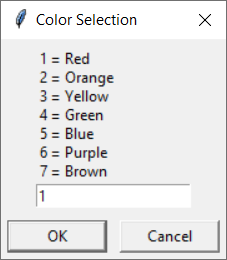 Color Selection
1 = Red
2 = Orange
3 = Yellow
4 = Green
5 = Blue
6 = Purple
7 = Brown
1
OK Cancel